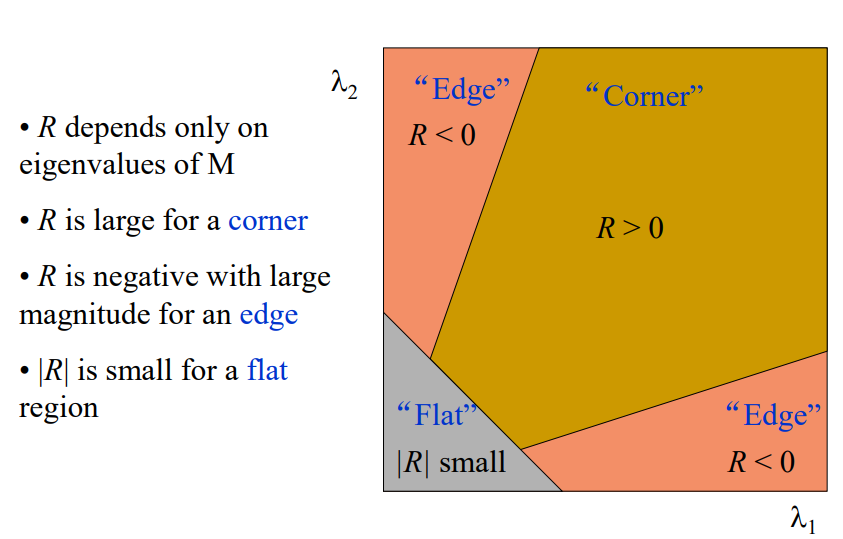 • R depends only on
eigenvalues of M
• R is large for a corner
• R is negative with large
magnitude for an edge
• |R| is small for a flat
region
λ2
“Edge”
R < 0
“Corner”
R > 0
“Flat”
|R| small
“Edge”
R < 0
λ1